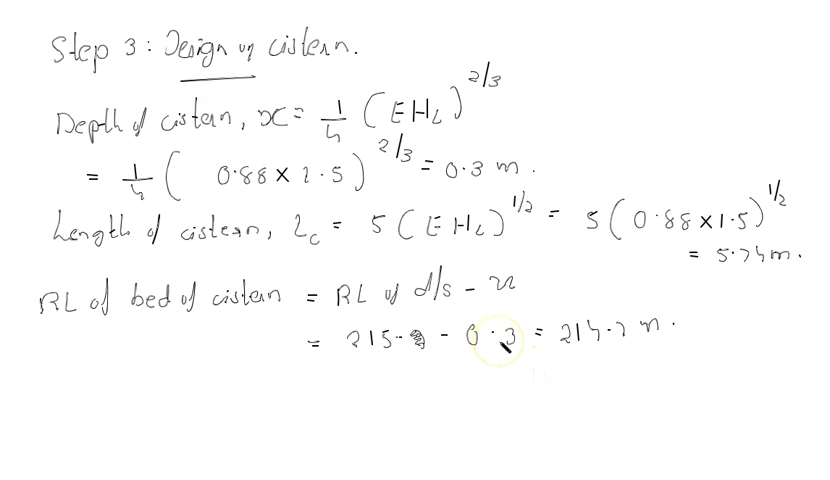 Step 3: Design of cistern.
Depth of cistern, x = 1/4 (EHL)^2/3
= 1/4 ( 0.88 × 1.5 )^2/3 = 0.3 m.
Length of cistern, Lc = 5 (EHL)^1/2 = 5 (0.88×1.5)^1/2
= 5.74m.
RL of bed of cistern = RL of d/s - x
= 215. - 0.3 = 214.7 m.